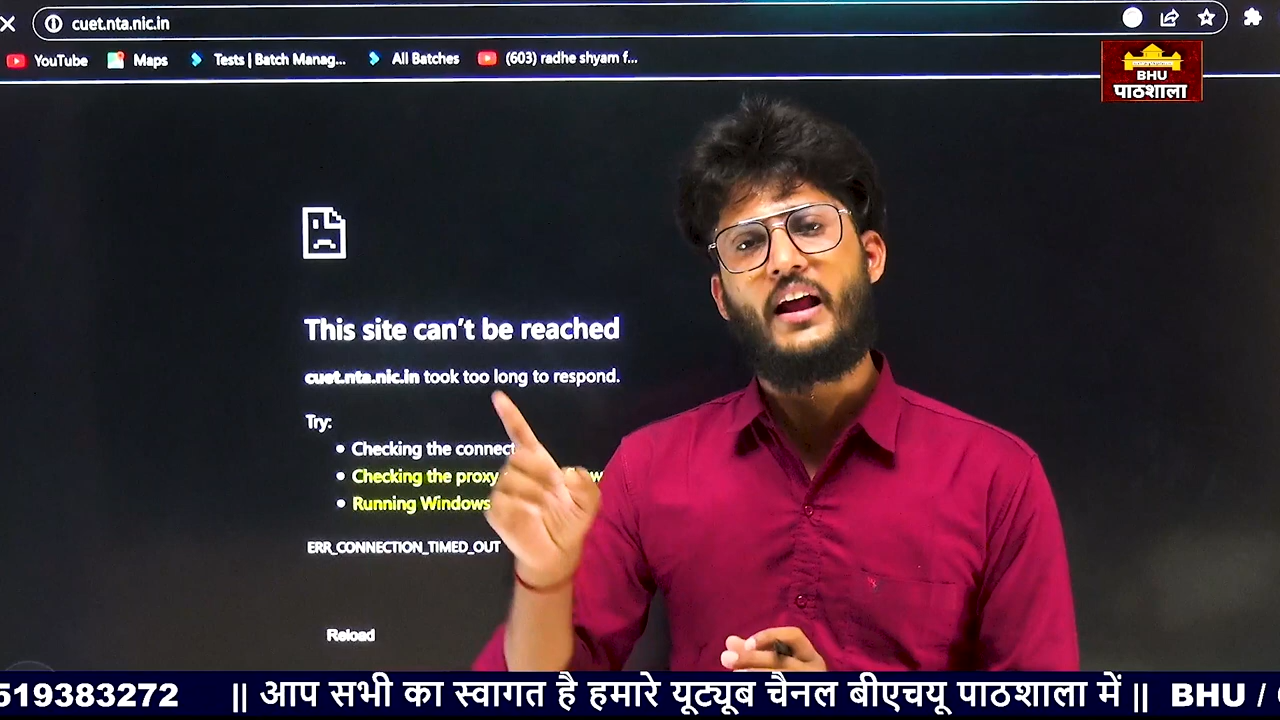 cuet.nta.nic.in
YouTube Maps Tests | Batch Manag... All Batches (603) radhe shyam f...
BHU
पाठशाला
This site can't be reached
cuet.nta.nic.in took too long to respond.
Try:
• Checking the
• Checking the proxy
• Running Windows
ERR_CONNECTION_TIMED_OUT
Reload
519383272 || आप सभी का स्वागत है हमारे यूट्यूब चैनल बीएचयू पाठशाला में || BHU /